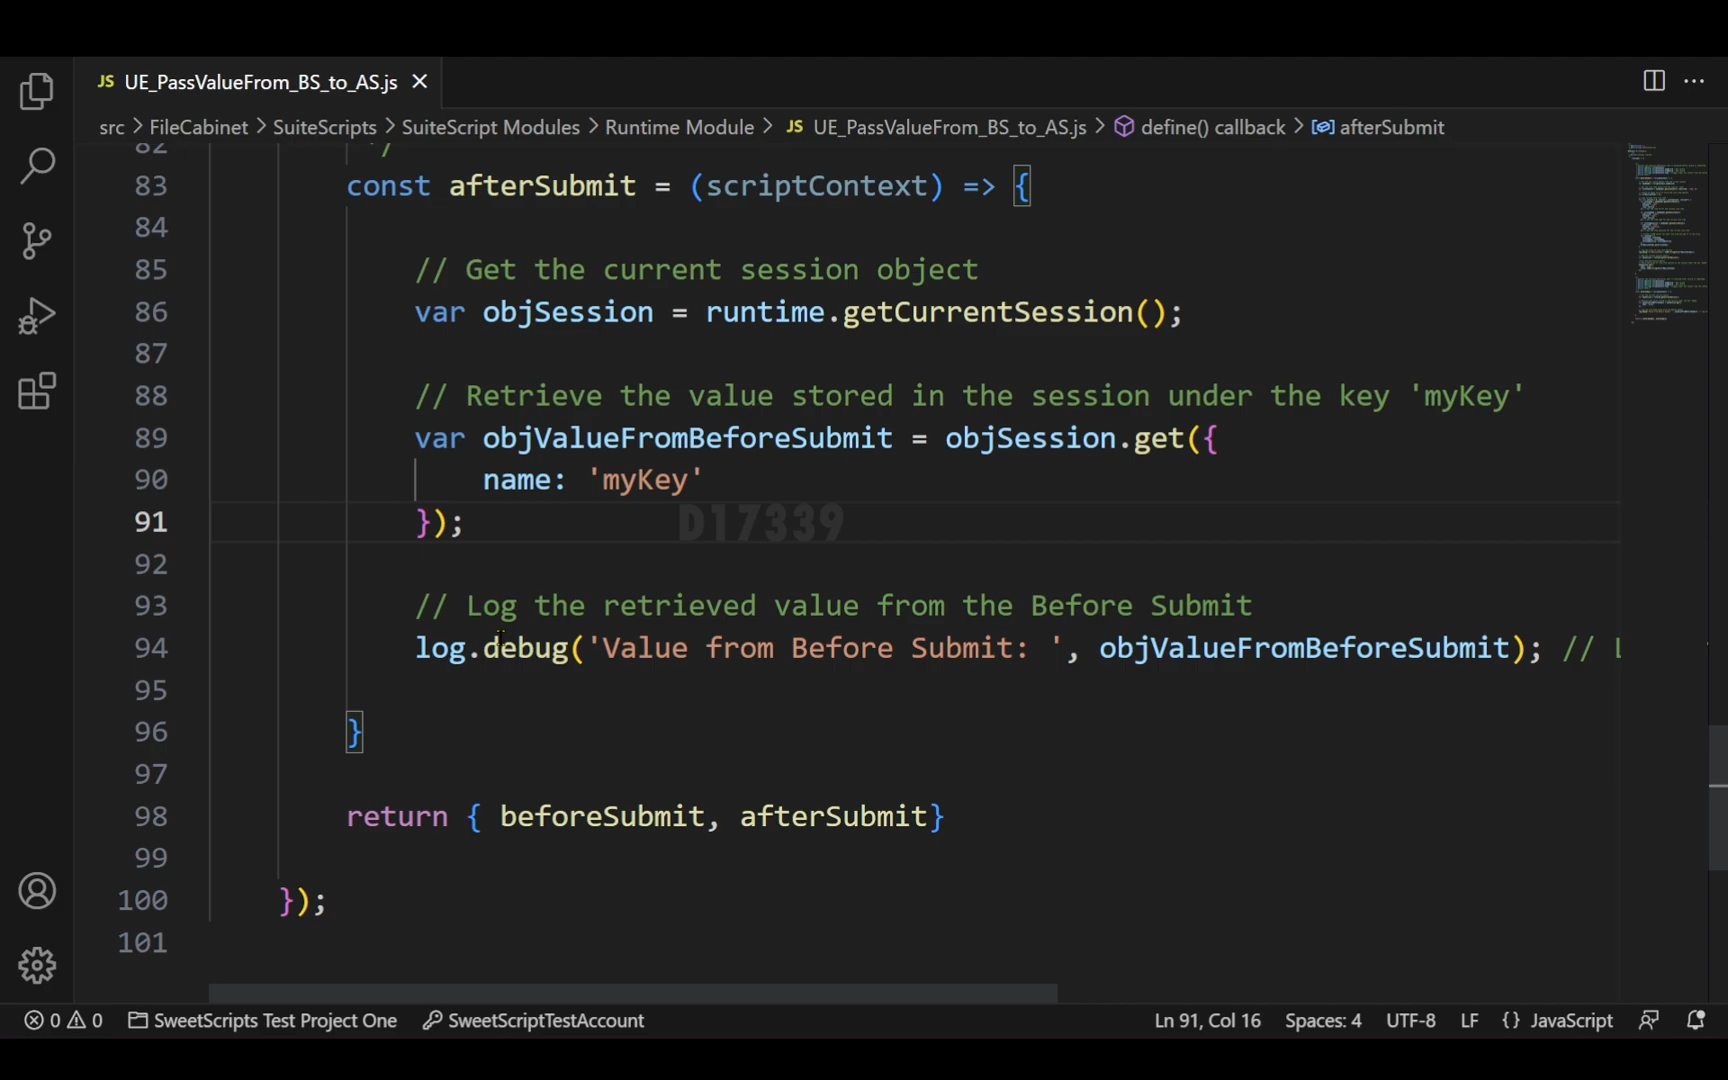 JS UE_PassValueFrom_BS_to_AS.js
src > FileCabinet > SuiteScripts > SuiteScript Modules > Runtime Module > JS UE_PassValueFrom_BS_to_AS.js > define() callback > afterSubmit
82 */
83 const afterSubmit = (scriptContext) => {
84
85 // Get the current session object
86 var objSession = runtime.getCurrentSession();
87
88 // Retrieve the value stored in the session under the key 'myKey'
89 var objValueFromBeforeSubmit = objSession.get({
90 name: 'myKey'
91 });
D17339
92
93 // Log the retrieved value from the Before Submit
94 log.debug('Value from Before Submit: ', objValueFromBeforeSubmit); // L
95
96 }
97
98 return { beforeSubmit, afterSubmit}
99
100 });
101
0 0 SweetScripts Test Project One SweetScriptTestAccount Ln 91, Col 16 Spaces: 4 UTF-8 LF {} JavaScript